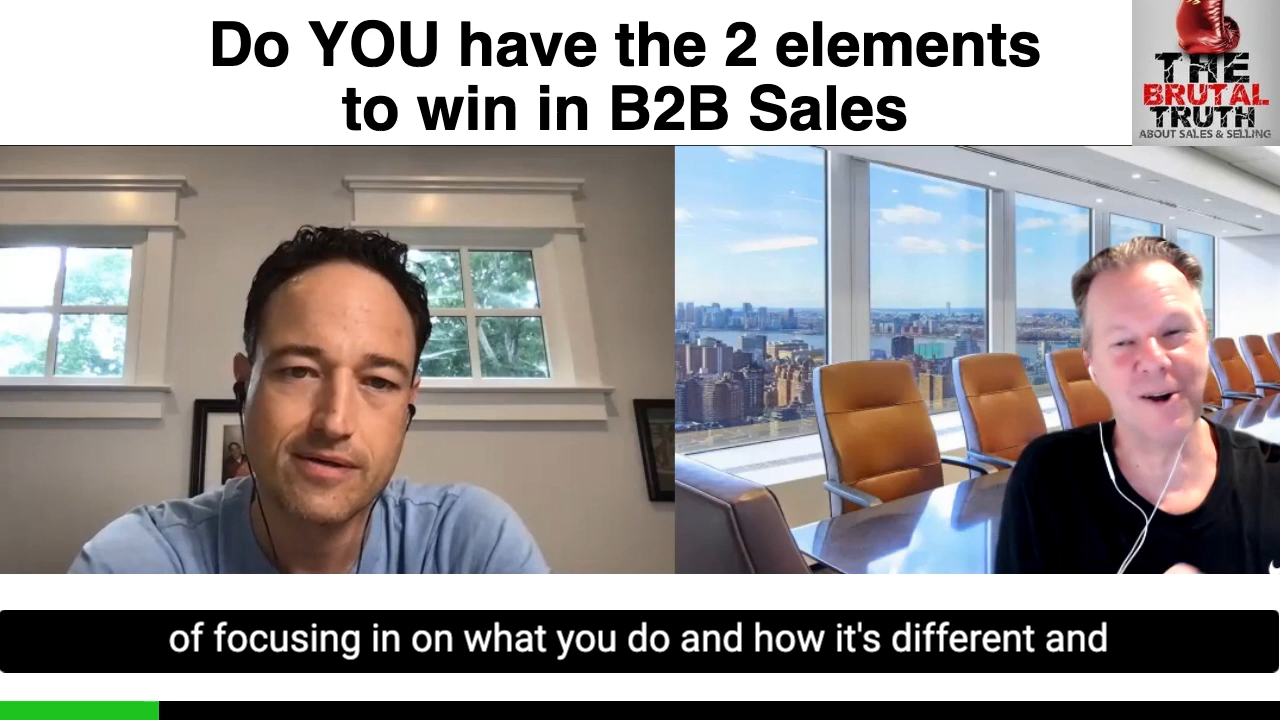 Do YOU have the 2 elements
to win in B2B Sales
THE
BRUTAL
TRUTH
ABOUT SALES & SELLING
of focusing in on what you do and how it's different and